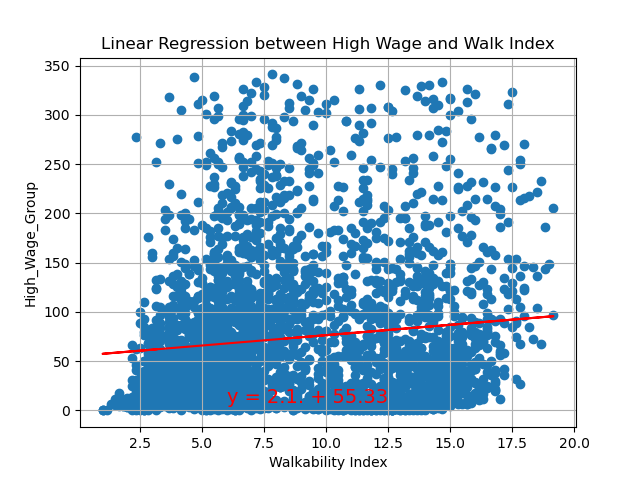 Linear Regression between High Wage and Walk Index
350
300
250
200
150
100
50
0
High_Wage_Group
y = 2.1. + 55.33
2.5 5.0 7.5 10.0 12.5 15.0 17.5 20.0
Walkability Index